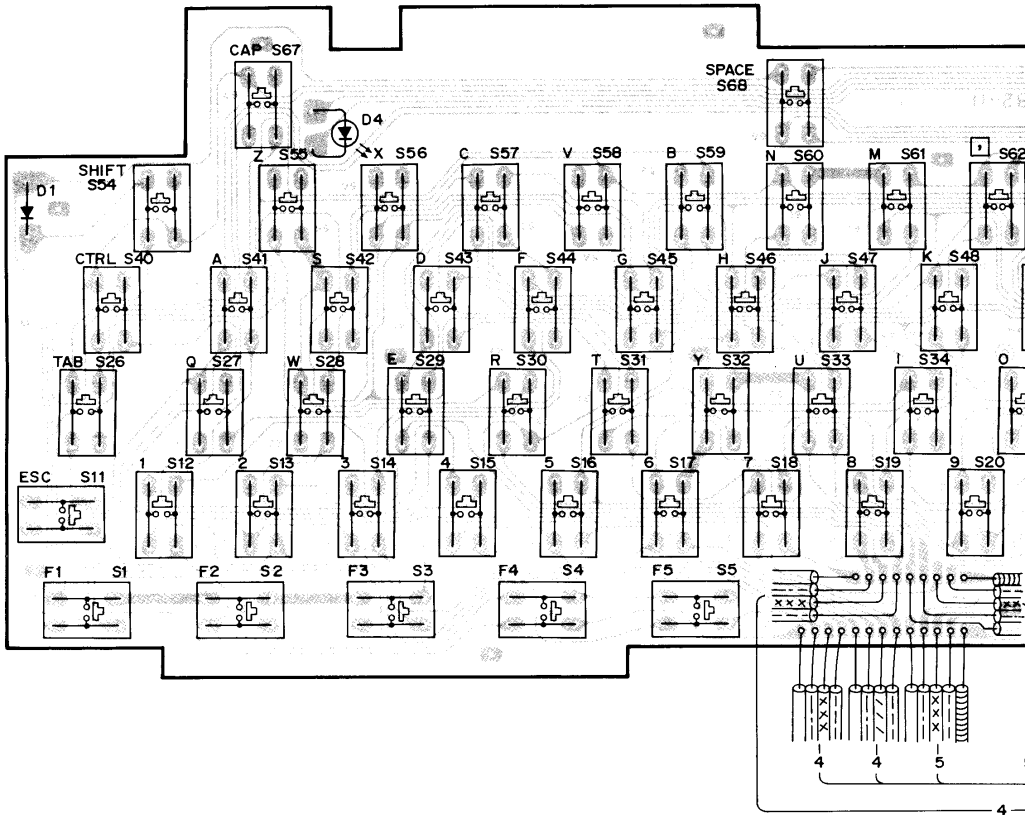 CAP S67
SPACE
S68
D4
Z S55
X S56
C S57
V S58
B S59
N S60
M S61
, S62
SHIFT
S54
D1
CTRL S40
A S41
S S42
D S43
F S44
G S45
H S46
J S47
K S48
TAB S26
Q S27
W S28
E S29
R S30
T S31
Y S32
U S33
I S34
O
ESC S11
1 S12
2 S13
3 S14
4 S15
5 S16
6 S17
7 S18
8 S19
9 S20
F1 S1
F2 S2
F3 S3
F4 S4
F5 S5
4 4 5
4